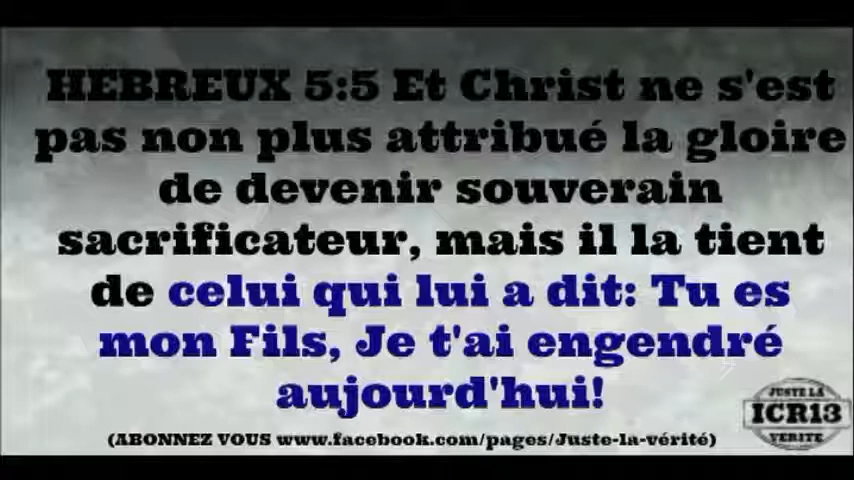 HEBREUX 5:5 Et Christ ne s'est
pas non plus attribué la gloire
de devenir souverain
sacrificateur, mais il la tient
de celui qui lui a dit: Tu es
mon Fils, Je t'ai engendré
aujourd'hui!
(ABONNEZ VOUS www.facebook.com/pages/Juste-la-vérité)
JUSTE LA
ICR13
VERITE